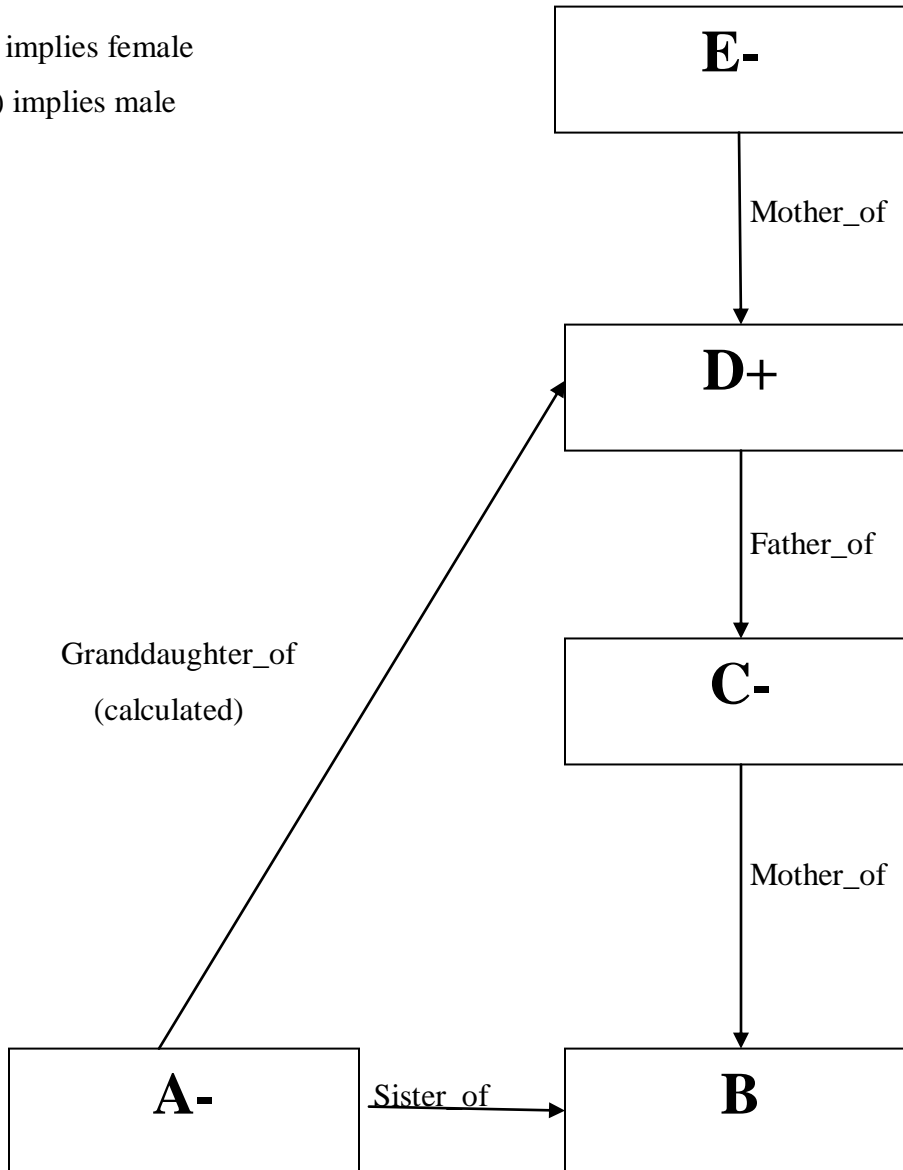 implies female
) implies male
E-
Mother_of
D+
Father_of
Granddaughter_of
(calculated)
C-
Mother_of
A-
Sister_of
B